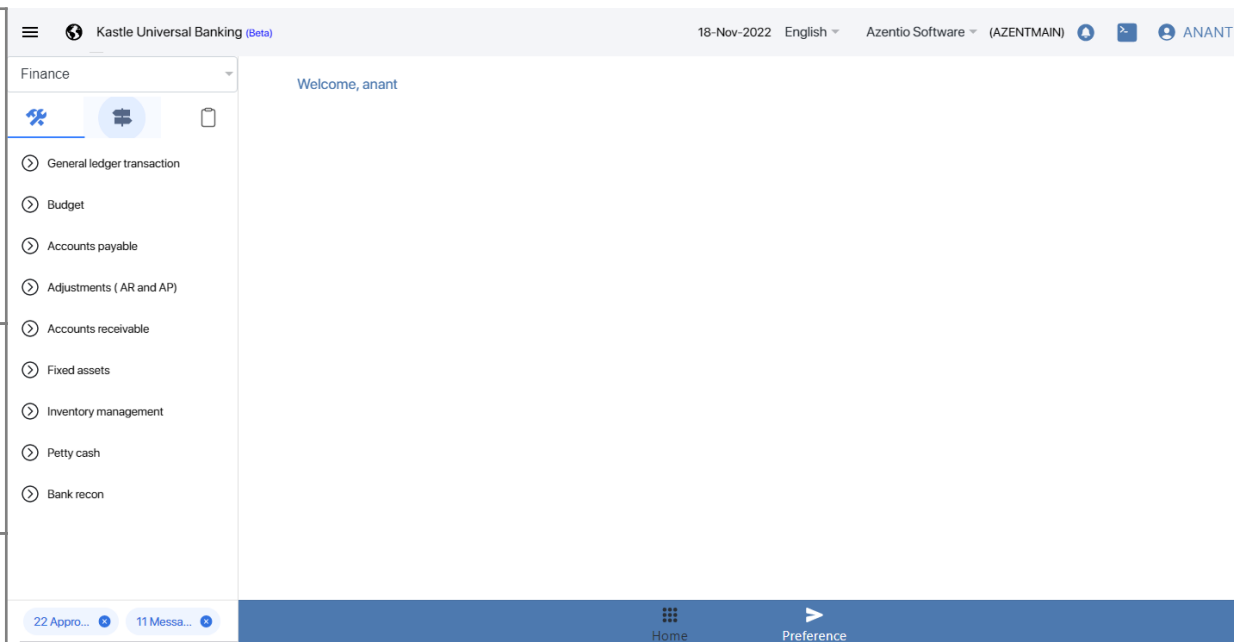 Kastle Universal Banking (Beta)
18-Nov-2022 English Azentio Software (AZENTMAIN) ANANT
Finance
Welcome, anant
General ledger transaction
Budget
Accounts payable
Adjustments ( AR and AP)
Accounts receivable
Fixed assets
Inventory management
Petty cash
Bank recon
22 Appro... 11 Messa...
Home Preference